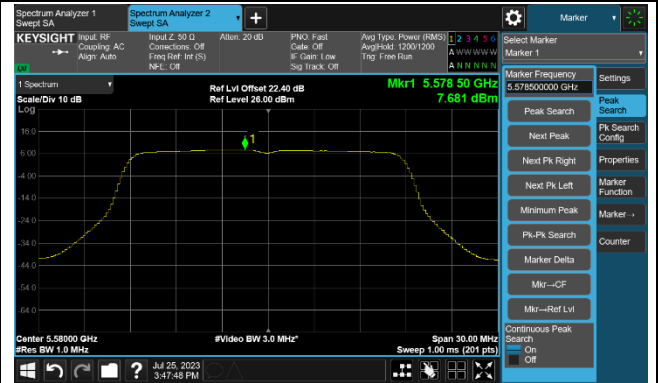 Spectrum Analyzer 1
Swept SA
Spectrum Analyzer 2
Swept SA
+
Marker
KEYSIGHT
Input: RF
Coupling: AC
Align: Auto
Input Z: 50 Ω
Corrections: Off
Freq Ref: Int (S)
NFE: Off
Atten: 20 dB
PNO: Fast
Gate: Off
IF Gain: Low
Sig Track: Off
Avg Type: Power (RMS)
Avg|Hold: 1200/1200
Trig: Free Run
1 2 3 4 5 6
A W W W W W
A N N N N N
LXI
Select Marker
Marker 1
1 Spectrum
Scale/Div 10 dB
Log
Ref Lvl Offset 22.40 dB
Ref Level 26.00 dBm
Mkr1 5.578 50 GHz
7.681 dBm
Marker Frequency
5.578500000 GHz
Peak Search
Next Peak
Next Pk Right
Next Pk Left
Minimum Peak
Pk-Pk Search
Marker Delta
Mkr→CF
Mkr→Ref Lvl
Continuous Peak
Search
On
Off
Settings
Peak
Search
Pk Search
Config
Properties
Marker
Function
Marker→
Counter
1
16.0
6.00
-4.00
-14.0
-24.0
-34.0
-44.0
-54.0
-64.0
Center 5.58000 GHz
#Res BW 1.0 MHz
#Video BW 3.0 MHz*
Span 30.00 MHz
Sweep 1.00 ms (201 pts)
?
Jul 25, 2023
3:47:48 PM